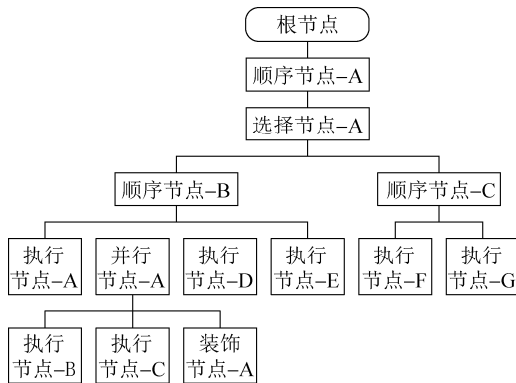 根节点
顺序节点–A
选择节点–A
顺序节点–B
顺序节点–C
执行
节点–A
并行
节点–A
执行
节点–D
执行
节点–E
执行
节点–F
执行
节点–G
执行
节点–B
执行
节点–C
装饰
节点–A